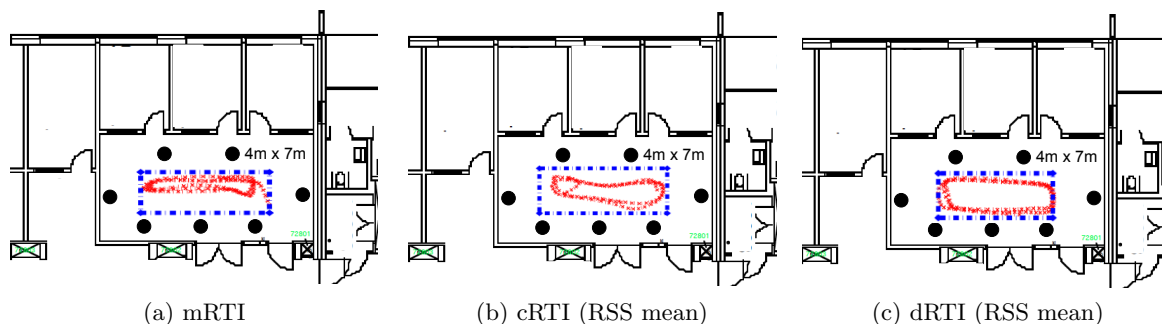 4m x 7m
4m x 7m
4m x 7m
72801
72801
72801
(a) mRTI
(b) cRTI (RSS mean)
(c) dRTI (RSS mean)